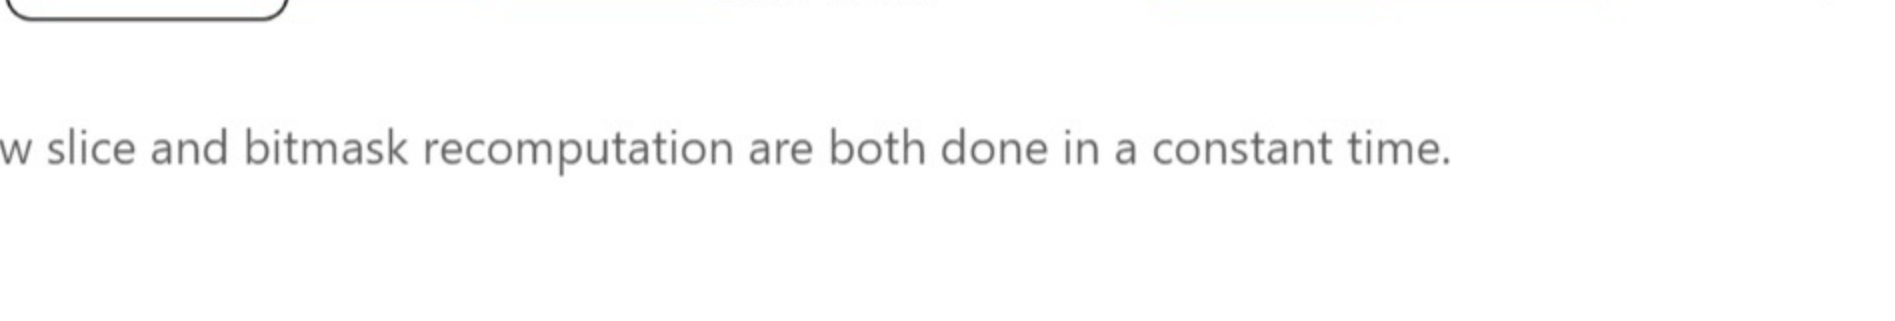 w slice and bitmask recomputation are both done in a constant time.